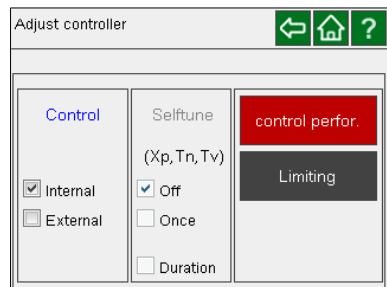 Adjust controller
?
Control
Internal
External
Selftune
(Xp,Tn,Tv)
Off
Once
Duration
control perfor.
Limiting